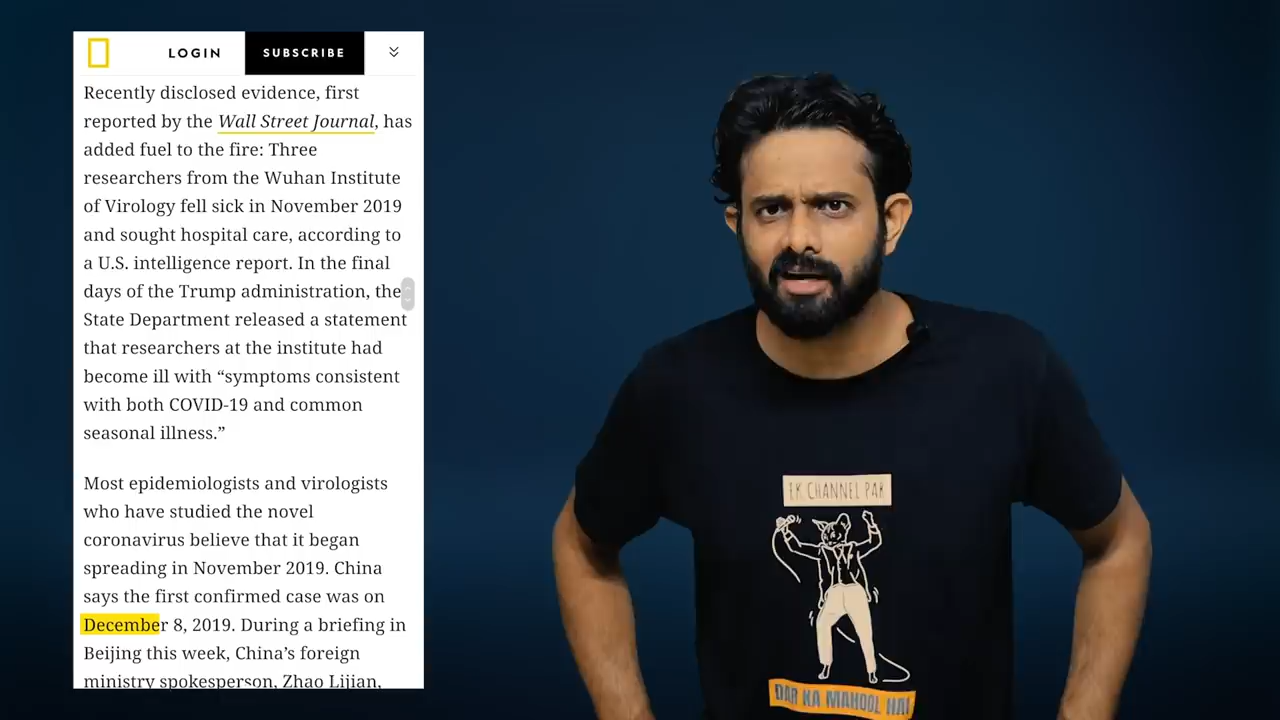 LOGIN
SUBSCRIBE
Recently disclosed evidence, first
reported by the Wall Street Journal, has
added fuel to the fire: Three
researchers from the Wuhan Institute
of Virology fell sick in November 2019
and sought hospital care, according to
a U.S. intelligence report. In the final
days of the Trump administration, the
State Department released a statement
that researchers at the institute had
become ill with “symptoms consistent
with both COVID-19 and common
seasonal illness.”
Most epidemiologists and virologists
who have studied the novel
coronavirus believe that it began
spreading in November 2019. China
says the first confirmed case was on
December 8, 2019. During a briefing in
Beijing this week, China’s foreign
ministry spokesperson, Zhao Lijian,
EK CHANNEL PAR
DAR KA MAHOOL HAI